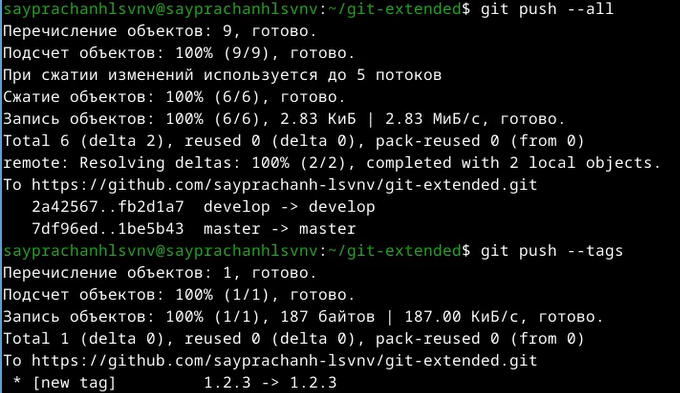 sayprachanhlsvnv@sayprachanhlsvnv:~/git-extended$ git push --all
Перечисление объектов: 9, готово.
Подсчет объектов: 100% (9/9), готово.
При сжатии изменений используется до 5 потоков
Сжатие объектов: 100% (6/6), готово.
Запись объектов: 100% (6/6), 2.83 КиБ | 2.83 МиБ/с, готово.
Total 6 (delta 2), reused 0 (delta 0), pack-reused 0 (from 0)
remote: Resolving deltas: 100% (2/2), completed with 2 local objects.
To https://github.com/sayprachanh-lsvnv/git-extended.git
   2a42567..fb2d1a7  develop -> develop
   7df96ed..1be5b43  master -> master
sayprachanhlsvnv@sayprachanhlsvnv:~/git-extended$ git push --tags
Перечисление объектов: 1, готово.
Подсчет объектов: 100% (1/1), готово.
Запись объектов: 100% (1/1), 187 байтов | 187.00 КиБ/с, готово.
Total 1 (delta 0), reused 0 (delta 0), pack-reused 0 (from 0)
To https://github.com/sayprachanh-lsvnv/git-extended.git
 * [new tag]         1.2.3 -> 1.2.3